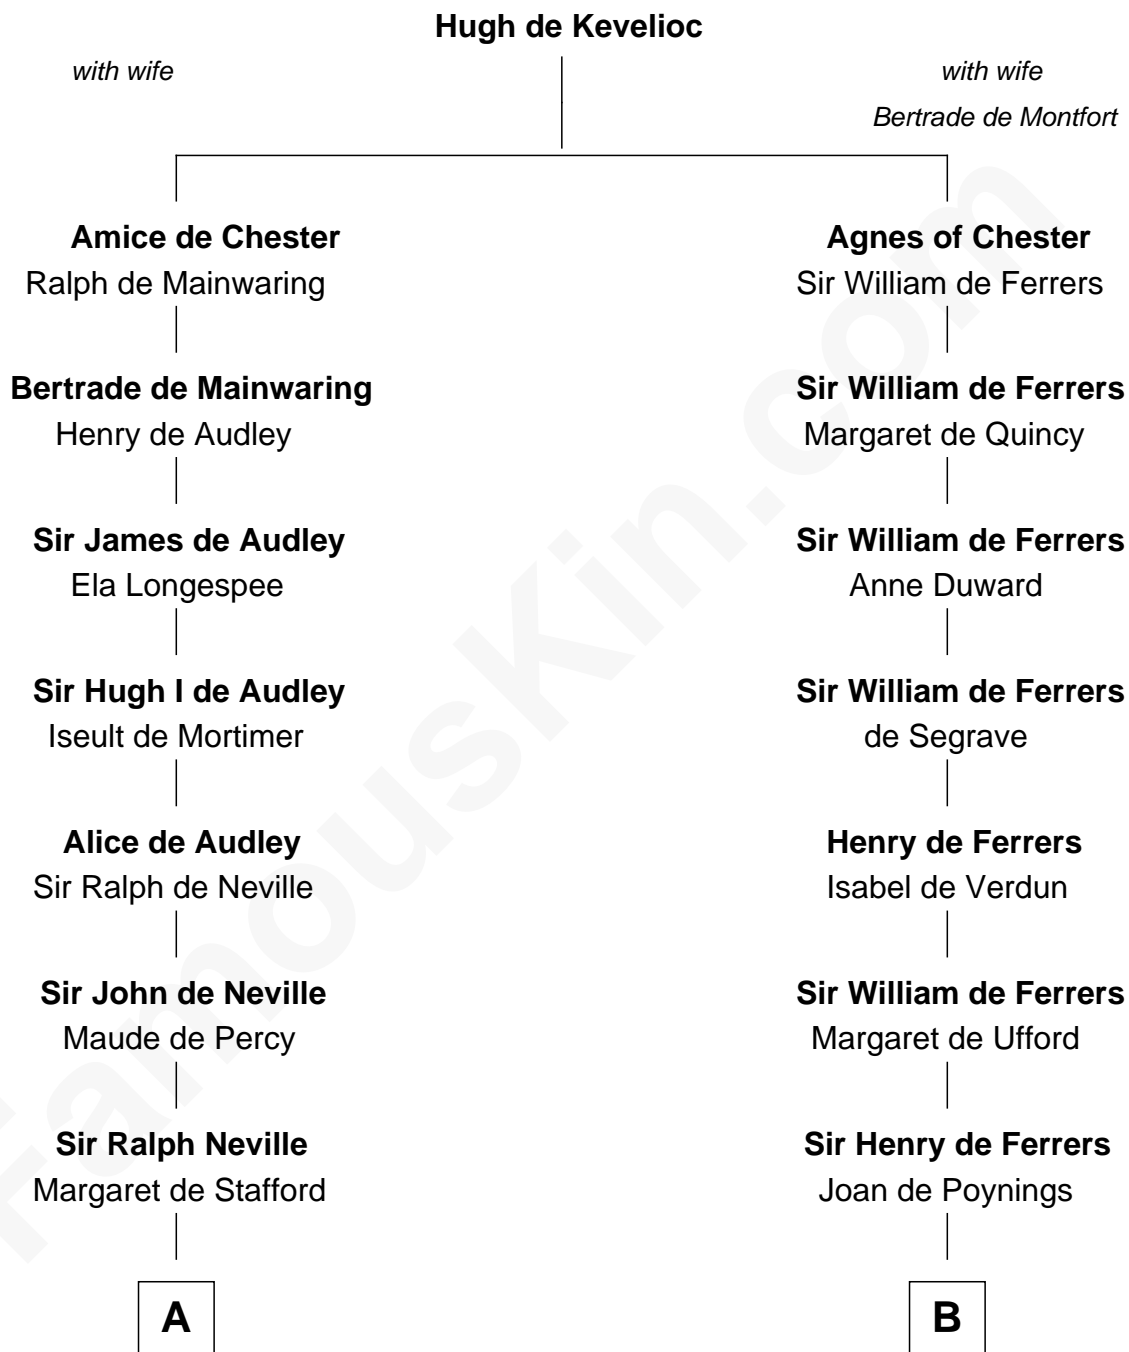 Hugh de Kevelioc
with wife
with wife
Bertrade de Montfort
Amice de Chester
Ralph de Mainwaring
Agnes of Chester
Sir William de Ferrers
Bertrade de Mainwaring
Henry de Audley
Sir William de Ferrers
Margaret de Quincy
Sir James de Audley
Ela Longespee
Sir William de Ferrers
Anne Duward
Sir Hugh I de Audley
Iseult de Mortimer
Sir William de Ferrers
de Segrave
Alice de Audley
Sir Ralph de Neville
Henry de Ferrers
Isabel de Verdun
Sir John de Neville
Maude de Percy
Sir William de Ferrers
Margaret de Ufford
Sir Ralph Neville
Margaret de Stafford
Sir Henry de Ferrers
Joan de Poynings
A
B
FamousKin.com